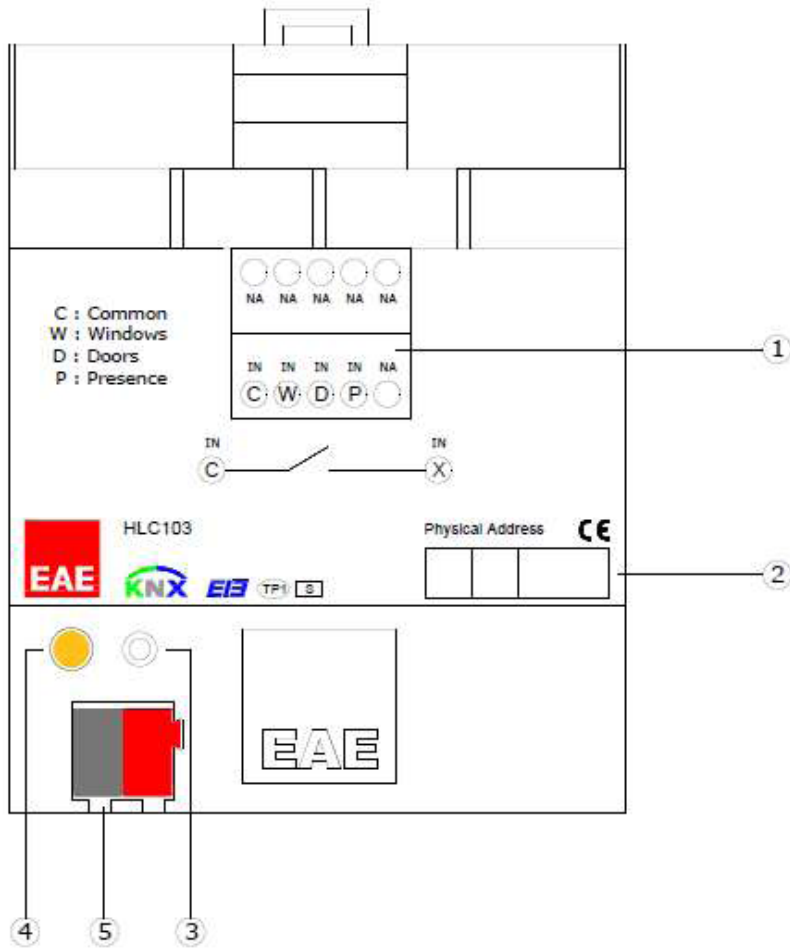 NA NA NA NA NA
C : Common
W : Windows
D : Doors
P : Presence
1
IN IN IN IN NA
C W D P
IN IN
C X
HLC103
Physical Address CE
EAE
KNX EIB TP1 S
2
EAE
4 5 3